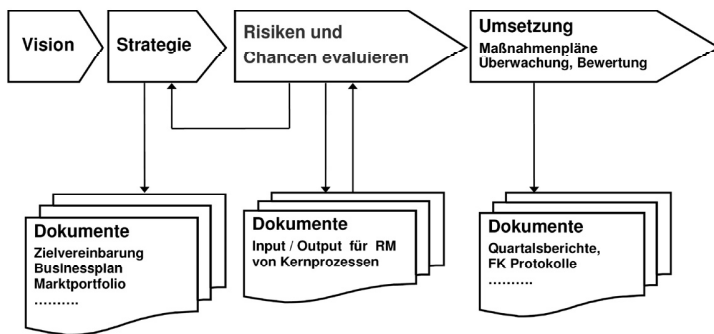 Vision
Strategie
Risiken und
Chancen evaluieren
Umsetzung
Maßnahmenpläne
Überwachung, Bewertung
Dokumente
Zielvereinbarung
Businessplan
Marktportfolio
……….
Dokumente
Input / Output für RM
von Kernprozessen
Dokumente
Quartalsberichte,
FK Protokolle
……….